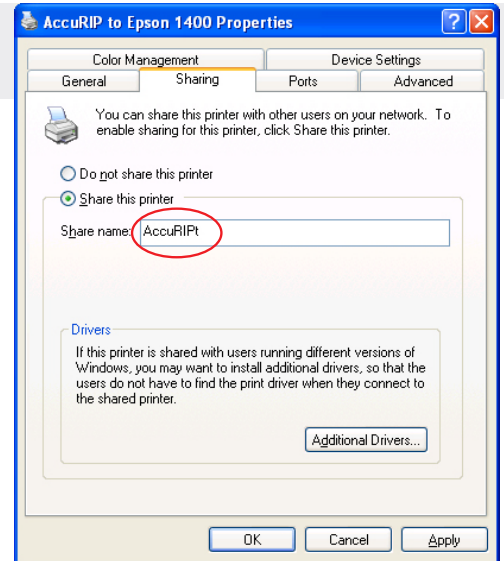 AccuRIP to Epson 1400 Properties
Color Management Device Settings
General Sharing Ports Advanced
You can share this printer with other users on your network. To
enable sharing for this printer, click Share this printer.
Do not share this printer
Share this printer
Share name: AccuRIPt
Drivers
If this printer is shared with users running different versions of
Windows, you may want to install additional drivers, so that the
users do not have to find the print driver when they connect to
the shared printer.
Additional Drivers...
OK Cancel Apply